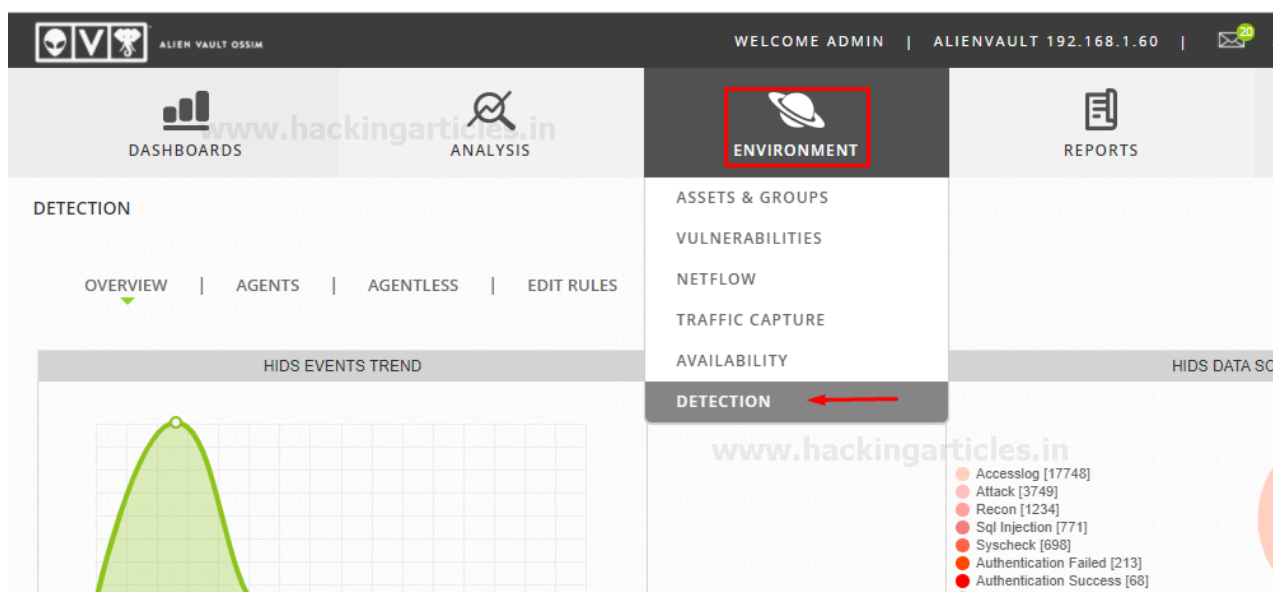 V
ALIEN VAULT OSSIM
WELCOME ADMIN | ALIENVAULT 192.168.1.60 | 20
DASHBOARDS
ANALYSIS
ENVIRONMENT
REPORTS
www.hackingarticles.in
DETECTION
ASSETS & GROUPS
VULNERABILITIES
NETFLOW
TRAFFIC CAPTURE
AVAILABILITY
DETECTION
OVERVIEW | AGENTS | AGENTLESS | EDIT RULES
HIDS EVENTS TREND
HIDS DATA SO
www.hackingarticles.in
Accesslog [17748]
Attack [3749]
Recon [1234]
Sql Injection [771]
Syscheck [698]
Authentication Failed [213]
Authentication Success [68]